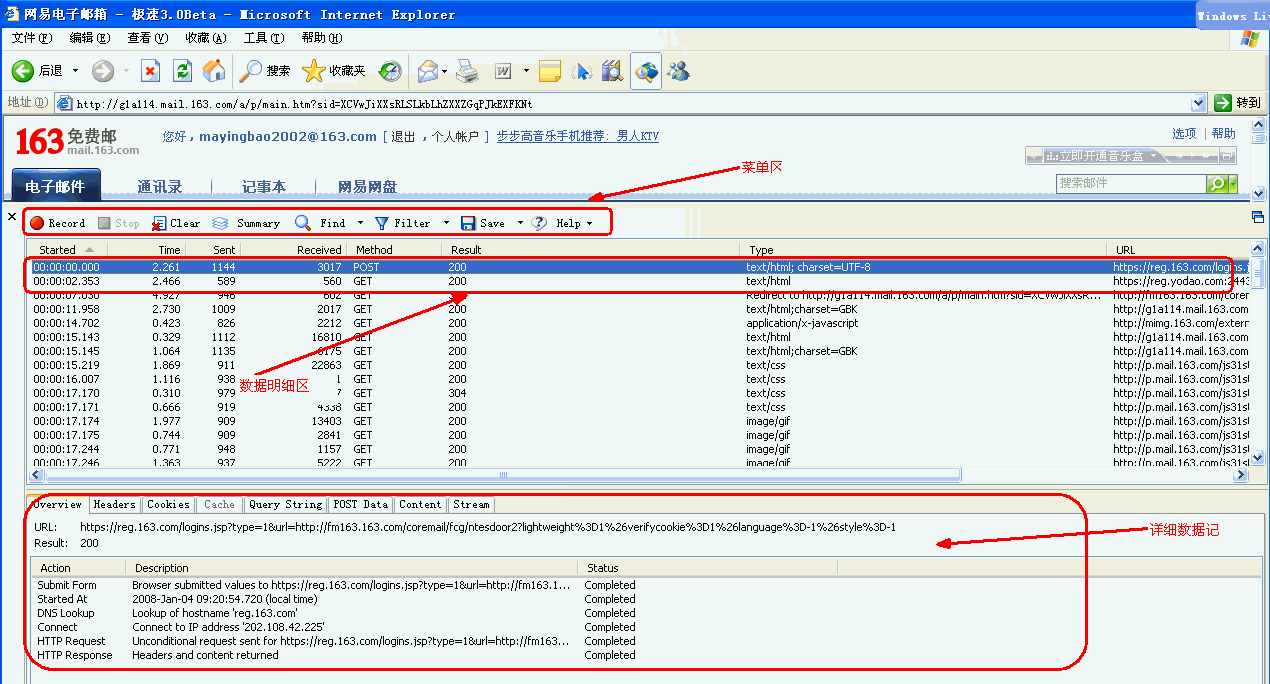 网易电子邮箱 - 极速3.0Beta - Microsoft Internet Explorer
Windows Li
文件(F) 编辑(E) 查看(V) 收藏(A) 工具(T) 帮助(H)
后退 搜索 收藏夹
地址(D) http://g1a114.mail.163.com/a/p/main.htm?sid=XCVwJiXXsRLSLkbLhZXXZGqFJkEXFKNt 转到
163 免费邮 mail.163.com
您好，mayingbao2002@163.com [ 退出 ，个人帐户 ] 步步高音乐手机推荐：男人KTV
选项 | 帮助
立即开通音乐盒
电子邮件 通讯录 记事本 网易网盘
搜索邮件
菜单区
Record Stop Clear Summary Find Filter Save Help
Started Time Sent Received Method Result Type URL
00:00:00.000 2.261 1144 3017 POST 200 text/html; charset=UTF-8 https://reg.163.com/logins.j
00:00:02.353 2.466 589 560 GET 200 text/html https://reg.yodao.com:2443
00:00:07.030 4.927 946 602 GET Redirect to http://g1a114.mail.163.com/a/p/main.htm?sid=XCVwJiXXsR... http://fm163.163.com/corem
00:00:11.958 2.730 1009 2017 GET 200 text/html;charset=GBK http://g1a114.mail.163.com
00:00:14.702 0.423 826 2212 GET 200 application/x-javascript http://mimg.163.com/extern
00:00:15.143 0.329 1112 16810 GET 200 text/html http://g1a114.mail.163.com
00:00:15.145 1.064 1135 6175 GET 200 text/html;charset=GBK http://g1a114.mail.163.com
00:00:15.219 1.869 911 22863 GET 200 text/css http://p.mail.163.com/js31st
00:00:16.007 1.116 938 GET 200 text/css http://p.mail.163.com/js31st
数据明细区
00:00:17.170 0.310 979 GET 304 text/css http://p.mail.163.com/js31st
00:00:17.171 0.666 919 4338 GET 200 text/css http://p.mail.163.com/js31st
00:00:17.174 1.977 909 13403 GET 200 image/gif http://p.mail.163.com/js31st
00:00:17.175 0.744 909 2841 GET 200 image/gif http://p.mail.163.com/js31st
00:00:17.244 0.771 948 1157 GET 200 image/gif http://p.mail.163.com/js31st
00:00:17.246 1.363 937 5222 GET 200 image/gif http://p.mail.163.com/js31st
Overview Headers Cookies Cache Query String POST Data Content Stream
URL: https://reg.163.com/logins.jsp?type=1&url=http://fm163.163.com/coremail/fcg/ntesdoor2?lightweight%3D1%26verifycookie%3D1%26language%3D-1%26style%3D-1
详细数据记
Result: 200
Action Description Status
Submit Form Browser submitted values to https://reg.163.com/logins.jsp?type=1&url=http://fm163.1... Completed
Started At 2008-Jan-04 09:20:54.720 (local time) Completed
DNS Lookup Lookup of hostname 'reg.163.com' Completed
Connect Connect to IP address '202.108.42.225' Completed
HTTP Request Unconditional request sent for https://reg.163.com/logins.jsp?type=1&url=http://fm163... Completed
HTTP Response Headers and content returned Completed